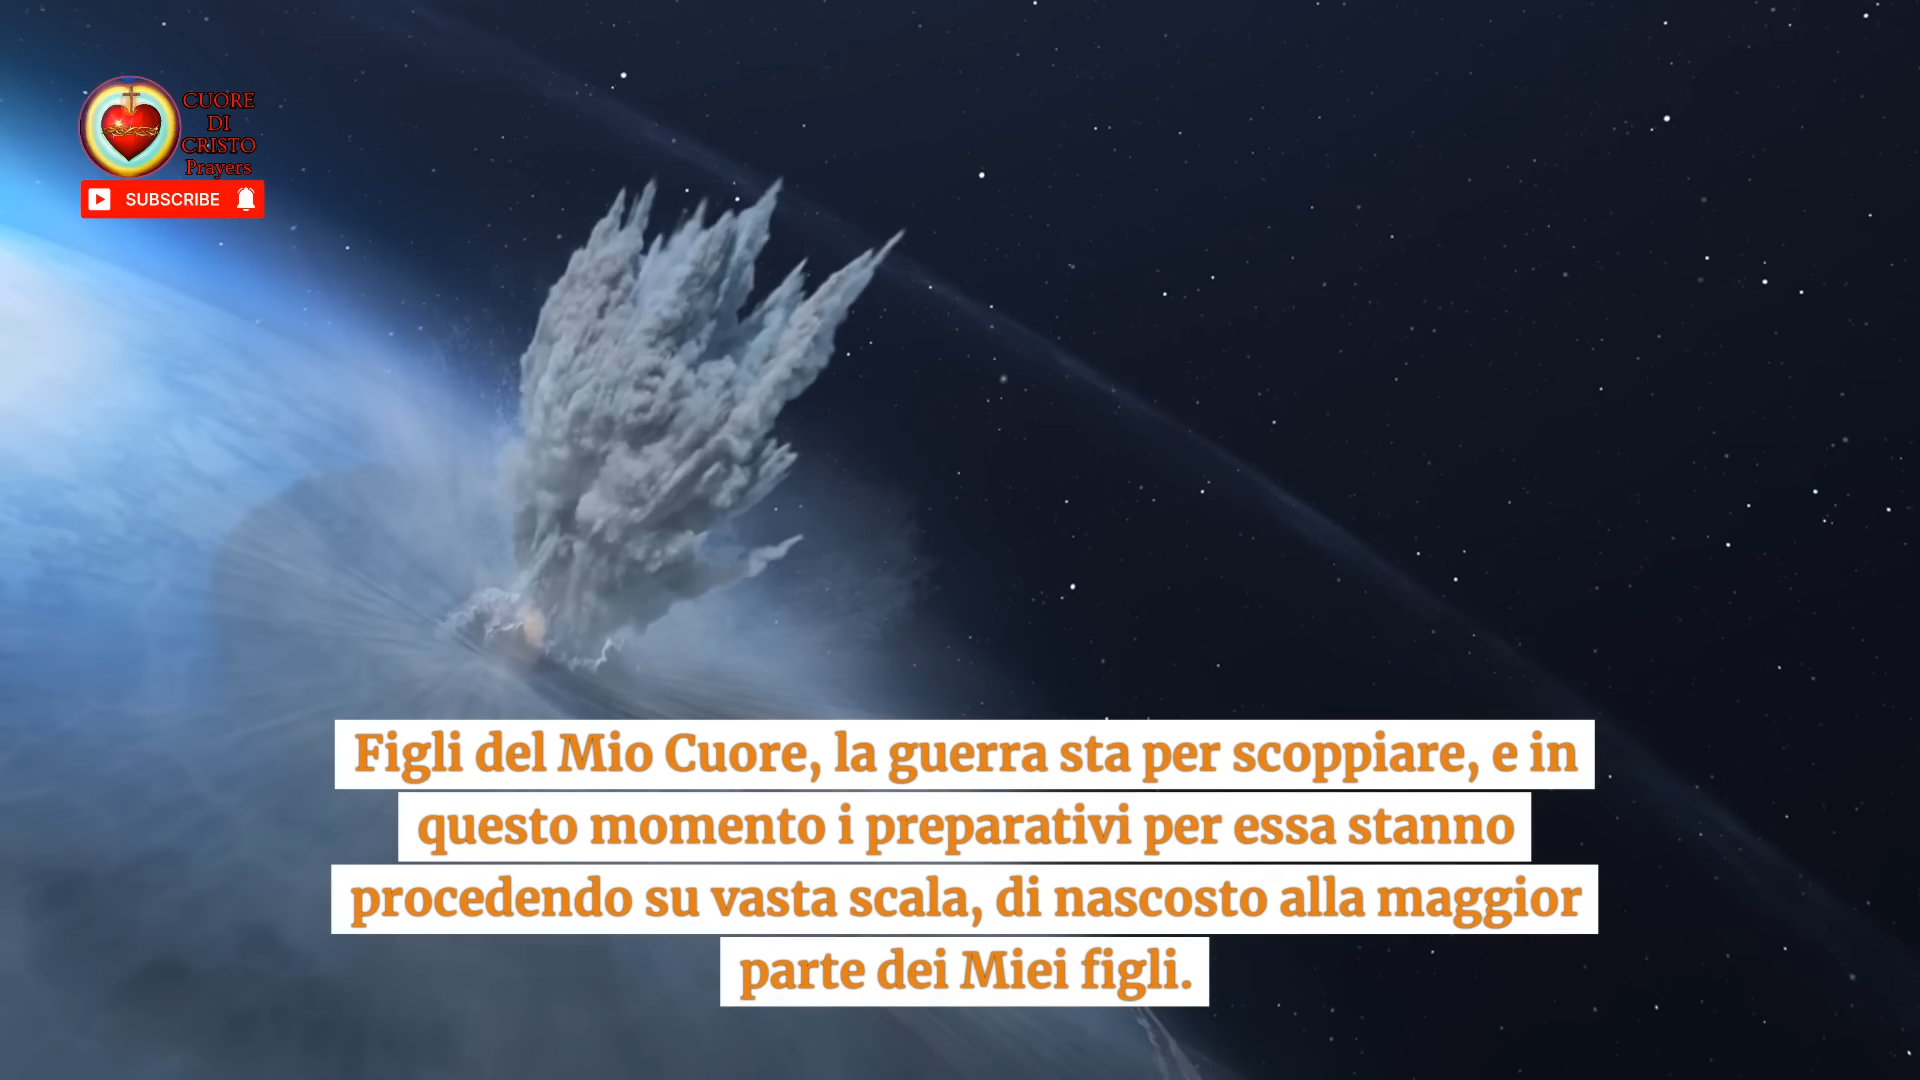 CUORE
DI
CRISTO
Prayers
SUBSCRIBE
Figli del Mio Cuore, la guerra sta per scoppiare, e in
questo momento i preparativi per essa stanno
procedendo su vasta scala, di nascosto alla maggior
parte dei Miei figli.